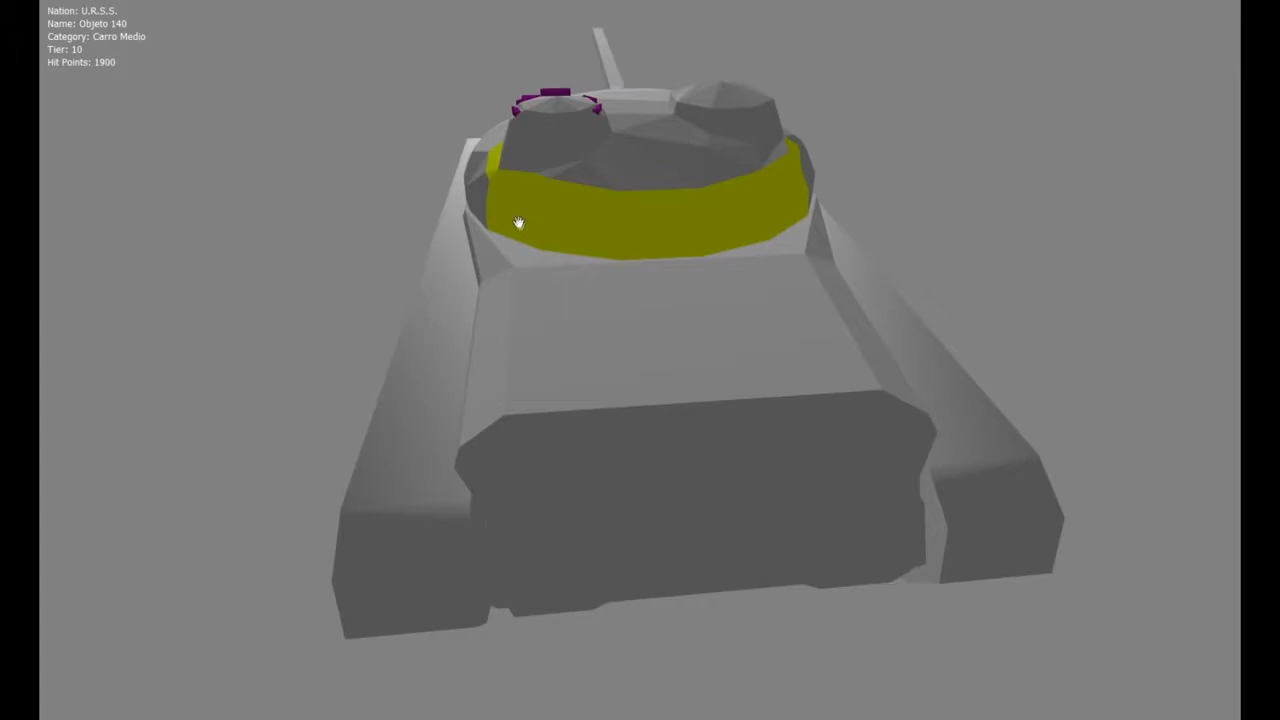 Nation: U.R.S.S.
Name: Objeto 140
Category: Carro Medio
Tier: 10
Hit Points: 1900